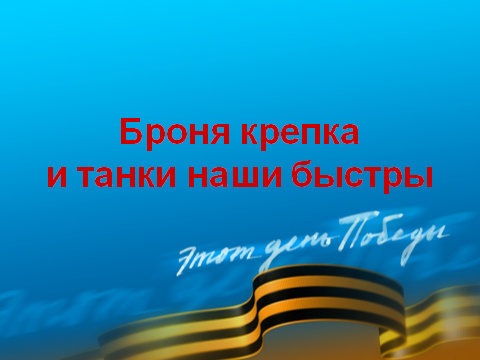 Броня крепка
и танки наши быстры
Этот день Победы